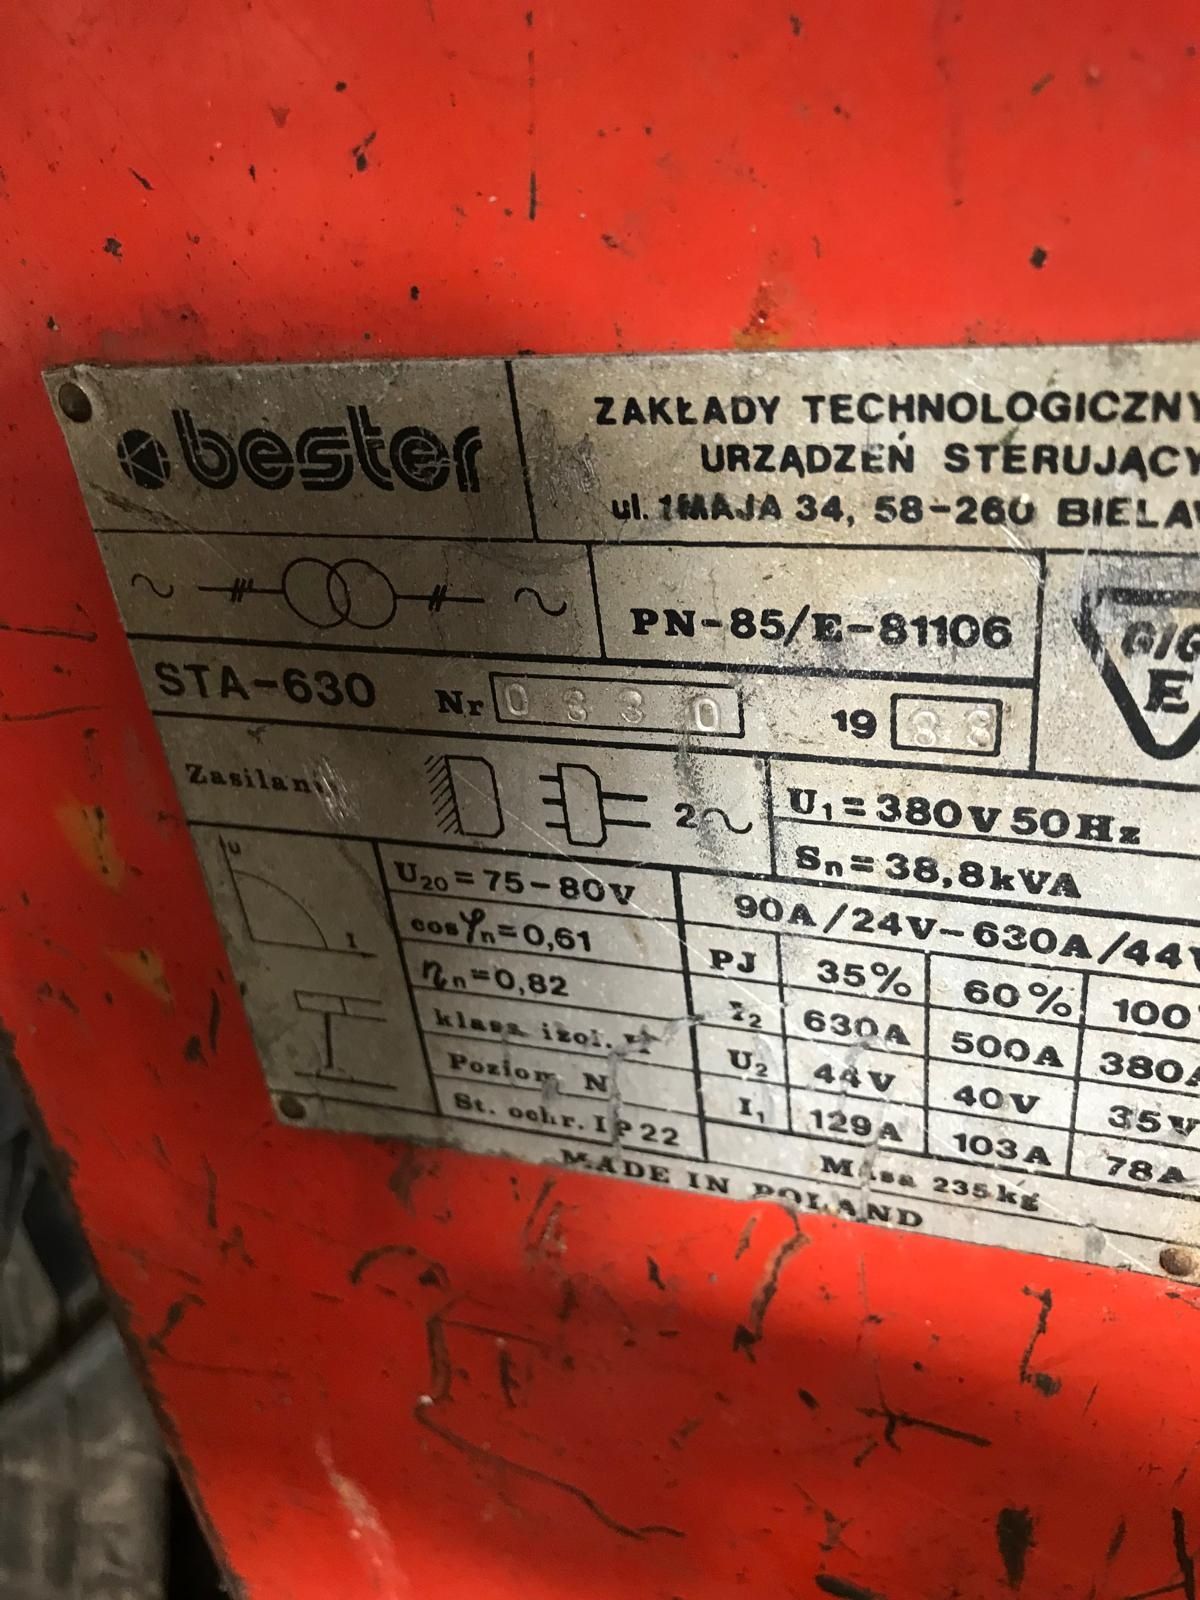 bester
ZAKŁADY TECHNOLOGICZNY
URZĄDZEŃ STERUJĄCY
ul. 1 MAJA 34, 58-260 BIELA
PN-85/E-81106
E
STA-630 Nr 19 88
U₁=380V 50Hz
2~
Sₙ=38,8kVA
U
I
U₂₀=75-80V
90A/24V-630A/44V
cosφₙ=0,61
PJ 35% 60% 100
ηₙ=0,82
I₂ 630A 500A 380A
klasa izol.
U₂ 44V 40V 35V
Poziom N
I₁ 129A 103A 78A
St. ochr. IP22
Masa 235kg
MADE IN POLAND